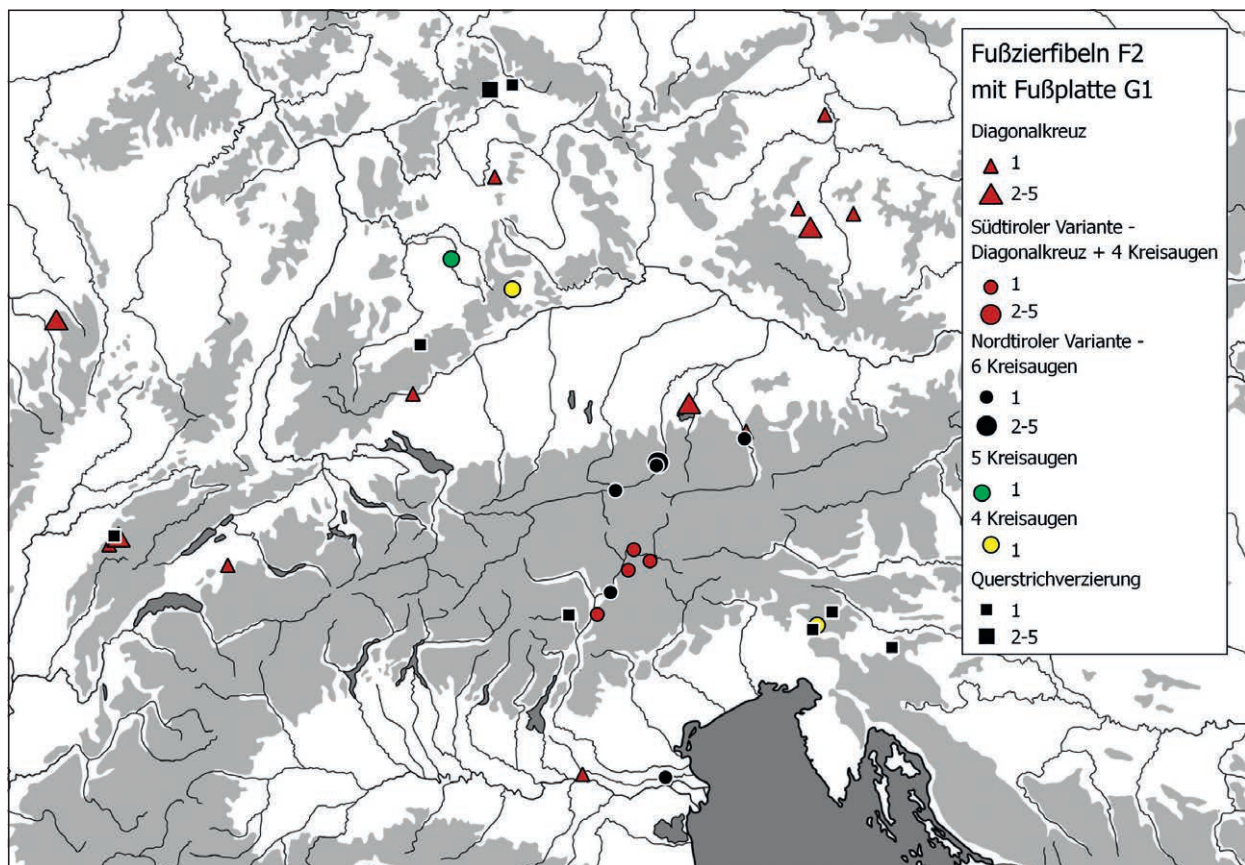 Fußzierfibeln F2
mit Fußplatte G1
Diagonalkreuz
1
2-5
Südtiroler Variante -
Diagonalkreuz + 4 Kreisaugen
1
2-5
Nordtiroler Variante -
6 Kreisaugen
1
2-5
5 Kreisaugen
1
4 Kreisaugen
1
Querstrichverzierung
1
2-5